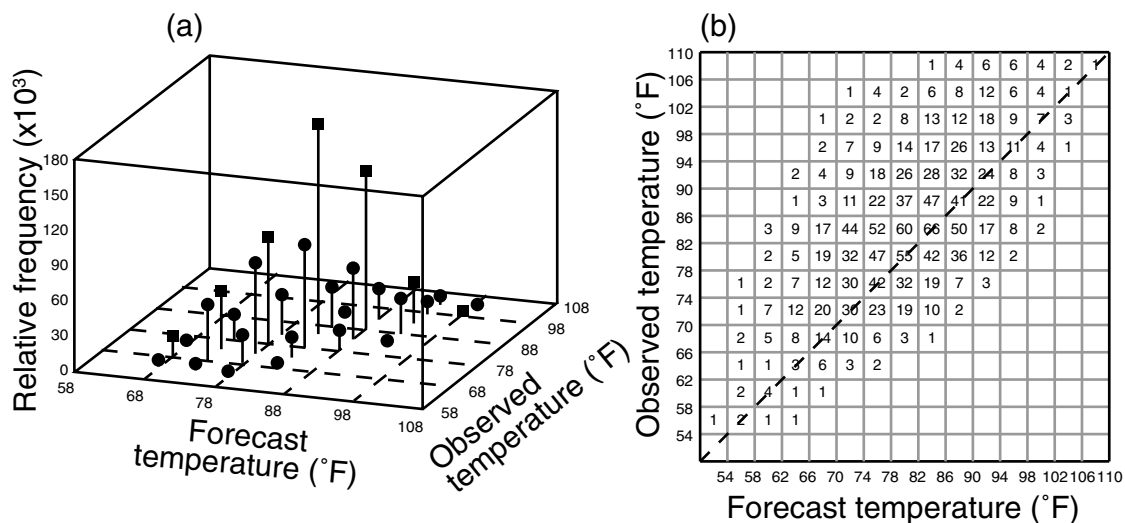 (a)
Relative frequency (x10³)
180
150
120
90
60
30
0
58
68
78
88
98
108
Forecast
temperature (˚F)
58
68
78
88
98
108
Observed
temperature (˚F)
(b)
Observed temperature (˚F)
110
106
102
98
94
90
86
82
78
74
70
66
62
58
54
1 4 6 6 4 2 1
1 4 2 6 8 12 6 4 1
1 2 2 8 13 12 18 9 7 3
2 7 9 14 17 26 13 11 4 1
2 4 9 18 26 28 32 24 8 3
1 3 11 22 37 47 41 22 9 1
3 9 17 44 52 60 66 50 17 8 2
2 5 19 32 47 55 42 36 12 2
1 2 7 12 30 42 32 19 7 3
1 7 12 20 30 23 19 10 2
2 5 8 14 10 6 3 1
1 1 3 6 3 2
2 4 1 1
1 2 1 1
54 58 62 66 70 74 78 82 86 90 94 98 102 106 110
Forecast temperature (˚F)